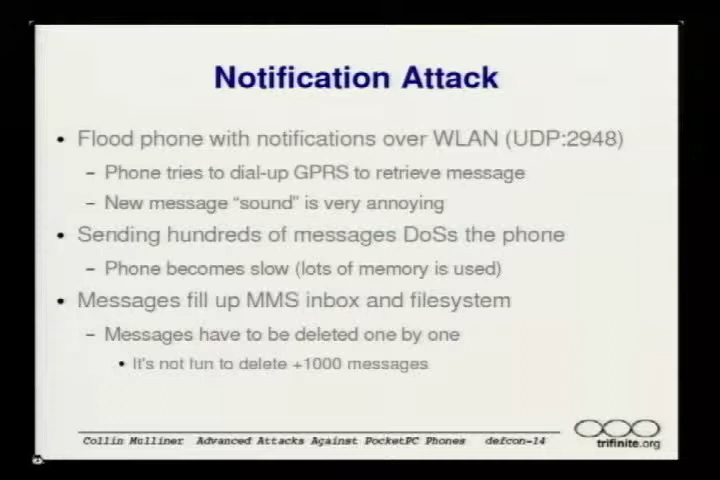 Notification Attack
• Flood phone with notifications over WLAN (UDP:2948)
– Phone tries to dial-up GPRS to retrieve message
– New message “sound” is very annoying
• Sending hundreds of messages DoSs the phone
– Phone becomes slow (lots of memory is used)
• Messages fill up MMS inbox and filesystem
– Messages have to be deleted one by one
• It's not fun to delete +1000 messages
Collin Mulliner Advanced Attacks Against PocketPC Phones defcon-14
trifinite.org